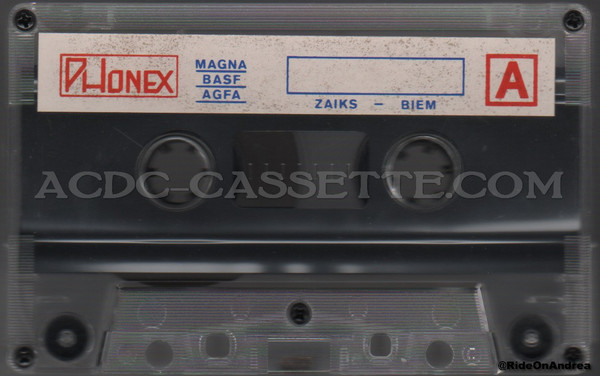 PHONEX
MAGNA
BASF
AGFA
ZAIKS – BIEM
A
ACDC-CASSETTE.COM
@RideOnAndrea